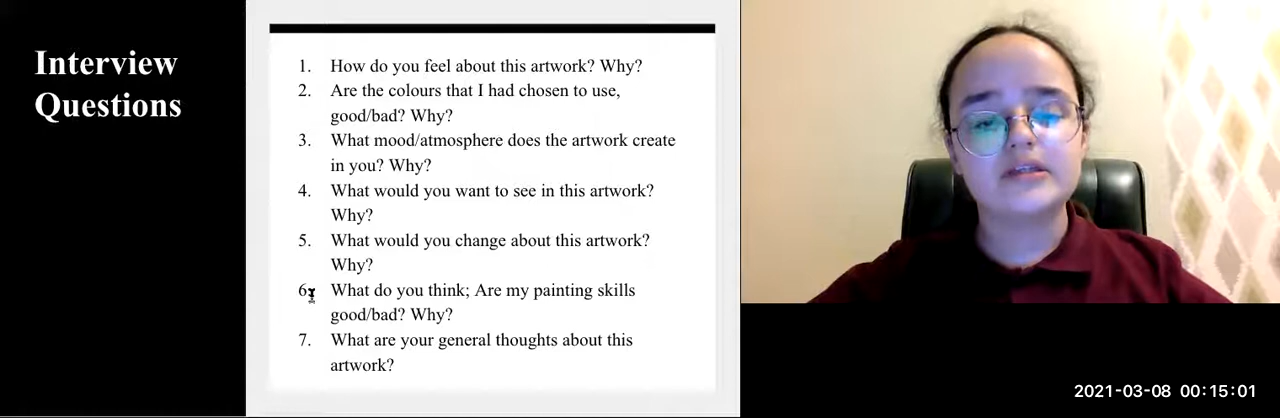 Interview
Questions
1. How do you feel about this artwork? Why?
2. Are the colours that I had chosen to use,
good/bad? Why?
3. What mood/atmosphere does the artwork create
in you? Why?
4. What would you want to see in this artwork?
Why?
5. What would you change about this artwork?
Why?
6. What do you think; Are my painting skills
good/bad? Why?
7. What are your general thoughts about this
artwork?
2021-03-08 00:15:01